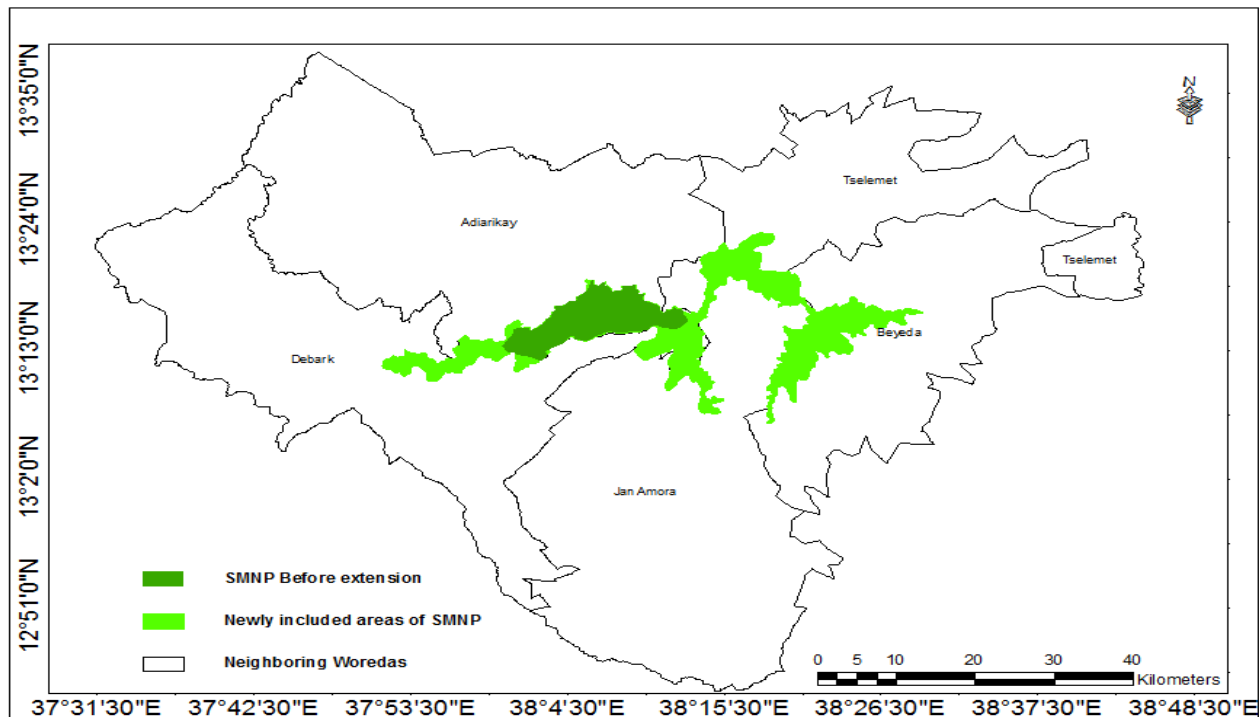 N
13°35'0"N
13°24'0"N
13°13'0"N
13°2'0"N
12°51'0"N
Tselemet
Adiarikay
Tselemet
Beyeda
Debark
Jan Amora
SMNP Before extension
Newly included areas of SMNP
Neighboring Woredas
0 5 10 20 30 40
Kilometers
37°31'30"E 37°42'30"E 37°53'30"E 38°4'30"E 38°15'30"E 38°26'30"E 38°37'30"E 38°48'30"E